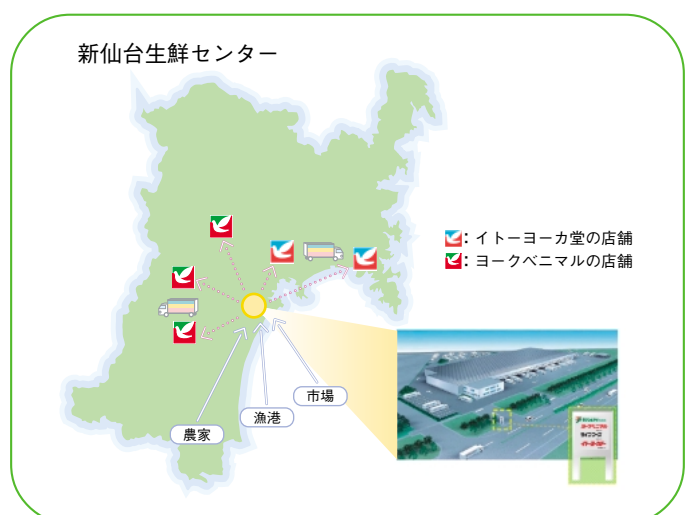 新仙台生鮮センター
：イトーヨーカ堂の店舗
：ヨークベニマルの店舗
市場
漁港
農家